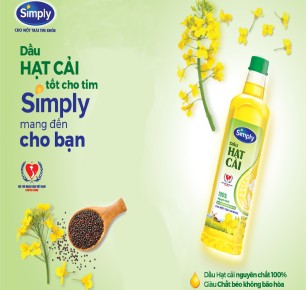 Simply
CHO MỘT TRÁI TIM KHỎE
Dầu
HẠT CẢI
tốt cho tim
Simply
mang đến
cho bạn
Simply
DẦU
HẠT CẢI
100%
Dầu Hạt cải nguyên chất 100%
Giàu Chất béo không bão hòa